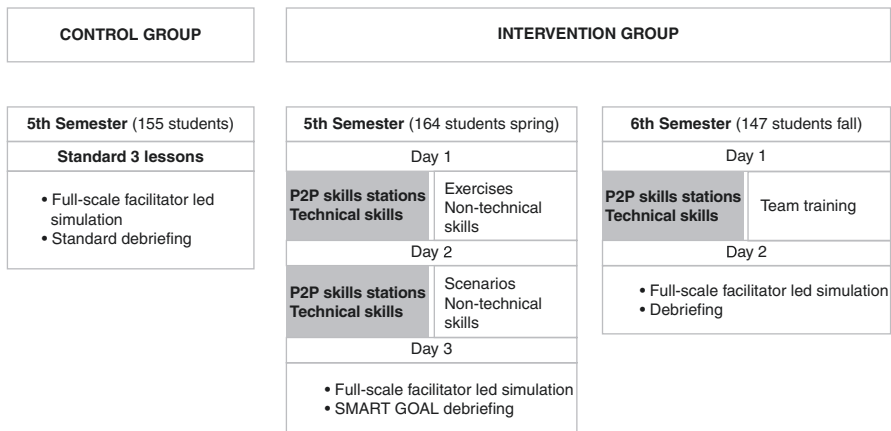 CONTROL GROUP
INTERVENTION GROUP
5th Semester (155 students)
Standard 3 lessons
• Full-scale facilitator led
simulation
• Standard debriefing
5th Semester (164 students spring)
Day 1
P2P skills stations
Technical skills
Exercises
Non-technical
skills
Day 2
P2P skills stations
Technical skills
Scenarios
Non-technical
skills
Day 3
• Full-scale facilitator led simulation
• SMART GOAL debriefing
6th Semester (147 students fall)
Day 1
P2P skills stations
Technical skills
Team training
Day 2
• Full-scale facilitator led simulation
• Debriefing